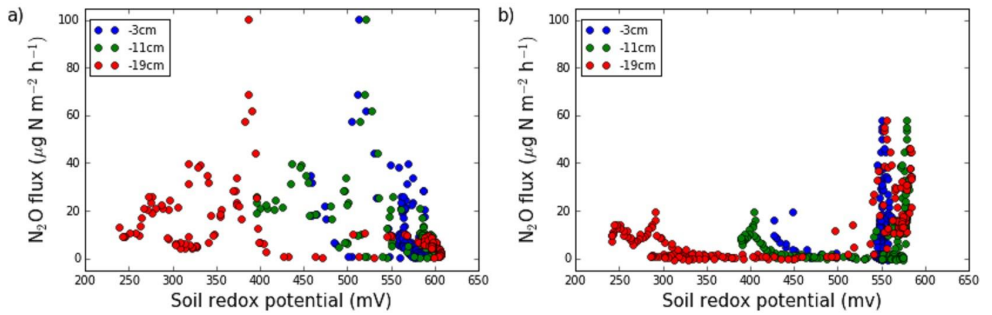 a)
N₂O flux (μg N m⁻² h⁻¹)
100
80
60
40
20
0
-3cm
-11cm
-19cm
200 250 300 350 400 450 500 550 600 650
Soil redox potential (mV)
b)
N₂O flux (μg N m⁻² h⁻¹)
100
80
60
40
20
0
-3cm
-11cm
-19cm
200 250 300 350 400 450 500 550 600 650
Soil redox potential (mv)